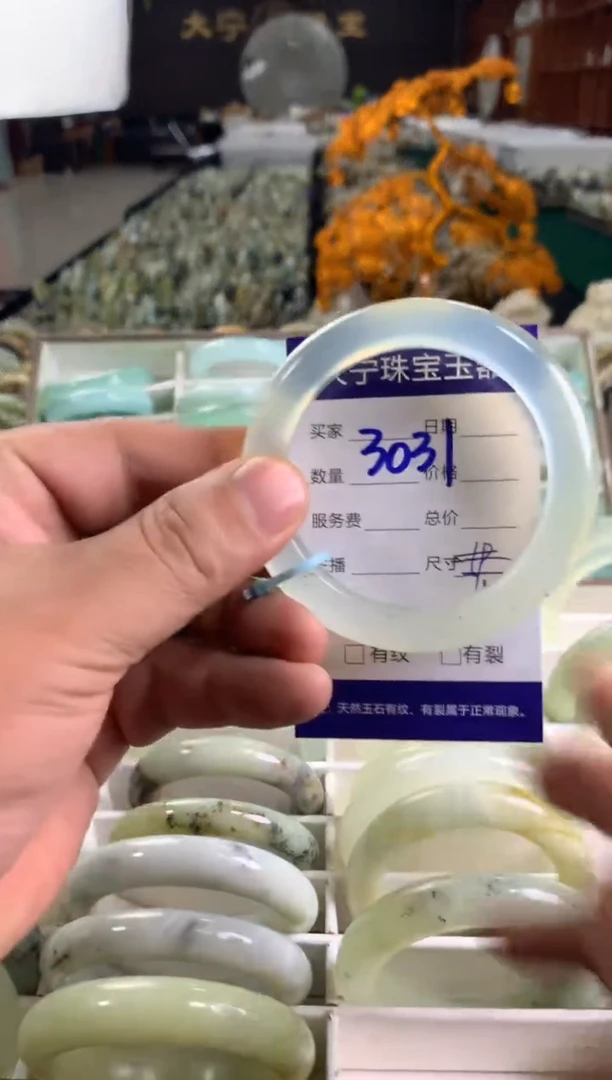 大宁
宁珠宝玉器
买家 日期
3031
数量 价格
服务费 总价
播 尺寸
有纹 有裂
天然玉石有纹、有裂属于正常现象。